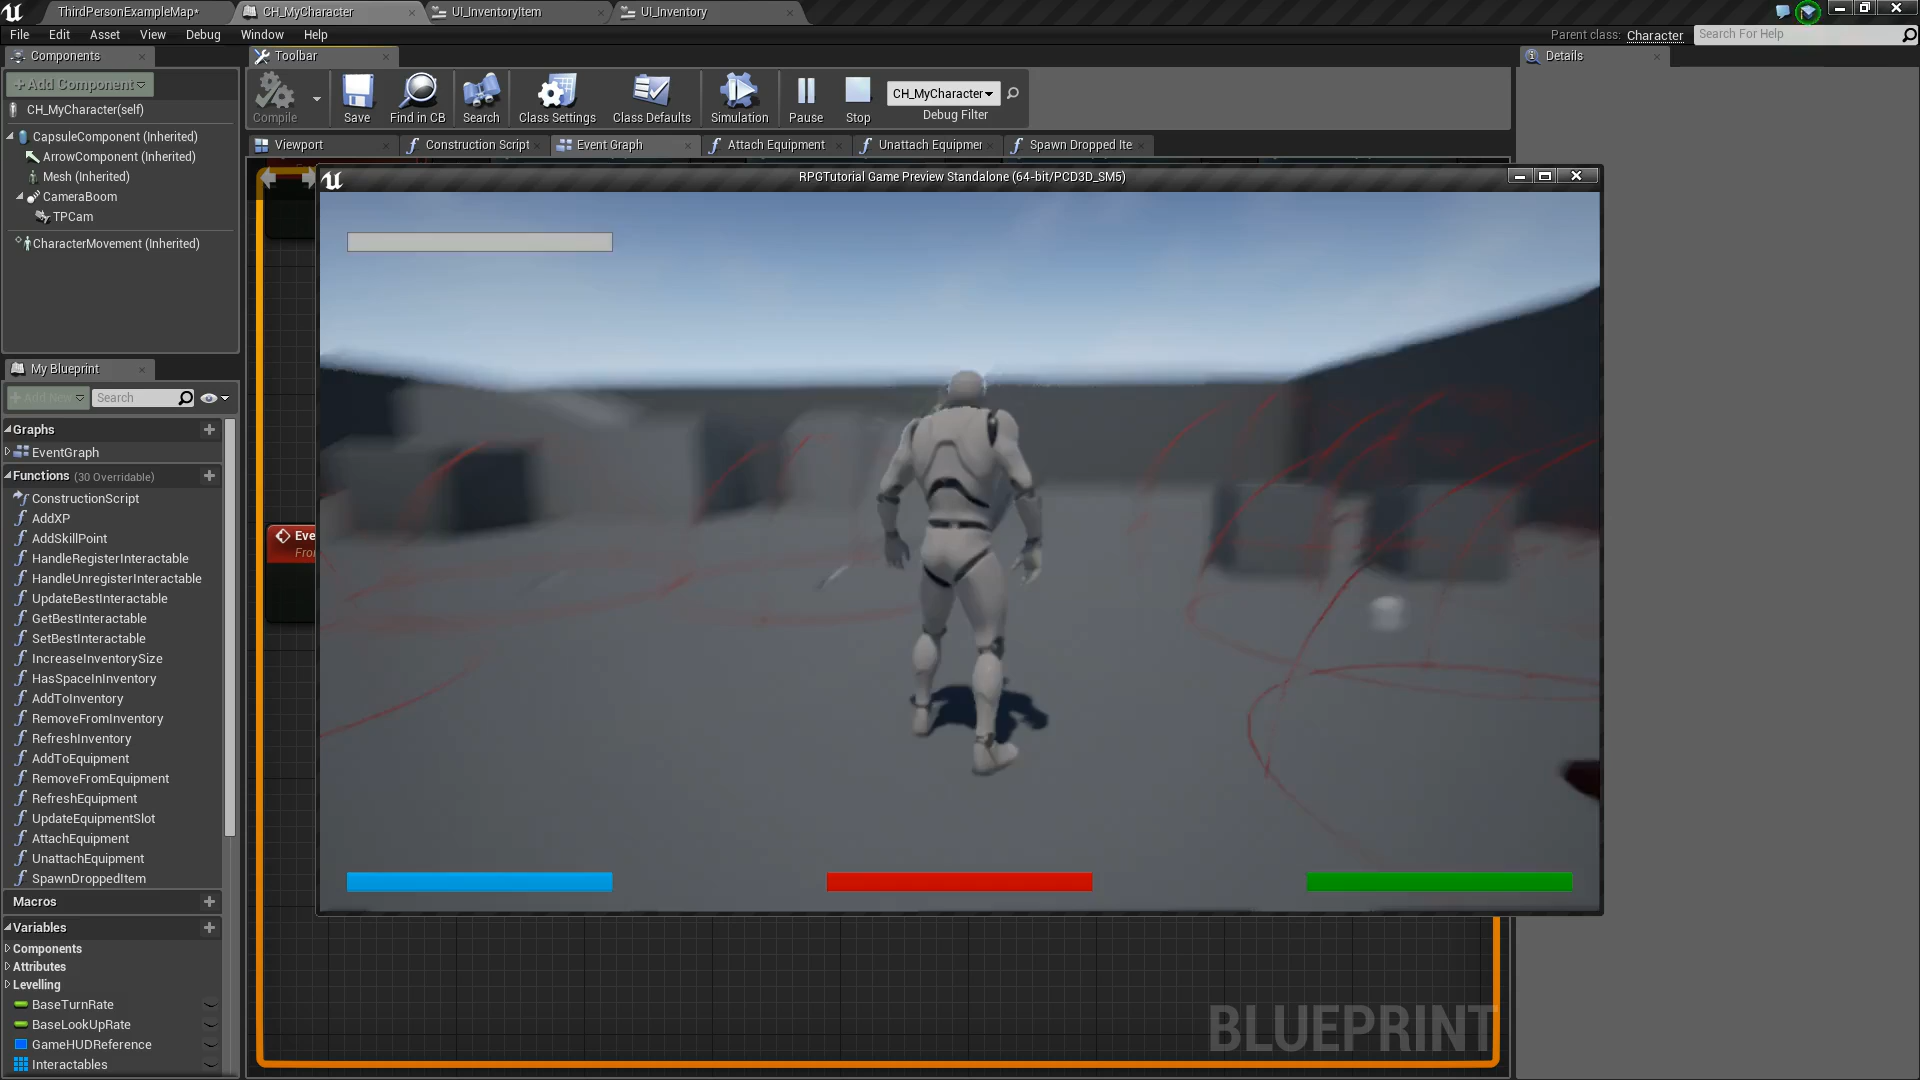 ThirdPersonExampleMap*
CH_MyCharacter
UI_InventoryItem
UI_Inventory
File Edit Asset View Debug Window Help
Parent class: Character
Search For Help
Components
Toolbar
Details
+Add Component
CH_MyCharacter(self)
CapsuleComponent (Inherited)
ArrowComponent (Inherited)
Mesh (Inherited)
CameraBoom
TPCam
CharacterMovement (Inherited)
Compile
Save
Find in CB
Search
Class Settings
Class Defaults
Simulation
Pause
Stop
CH_MyCharacter
Debug Filter
Viewport
Construction Script
Event Graph
Attach Equipment
Unattach Equipmer
Spawn Dropped Ite
RPGTutorial Game Preview Standalone (64-bit/PCD3D_SM5)
My Blueprint
+Add New
Search
Graphs
EventGraph
Functions (30 Overridable)
ConstructionScript
AddXP
AddSkillPoint
HandleRegisterInteractable
HandleUnregisterInteractable
UpdateBestInteractable
GetBestInteractable
SetBestInteractable
IncreaseInventorySize
HasSpaceInInventory
AddToInventory
RemoveFromInventory
RefreshInventory
AddToEquipment
RemoveFromEquipment
RefreshEquipment
UpdateEquipmentSlot
AttachEquipment
UnattachEquipment
SpawnDroppedItem
Macros
Variables
Components
Attributes
Levelling
BaseTurnRate
BaseLookUpRate
GameHUDReference
Interactables
Eve
Fro
BLUEPRINT